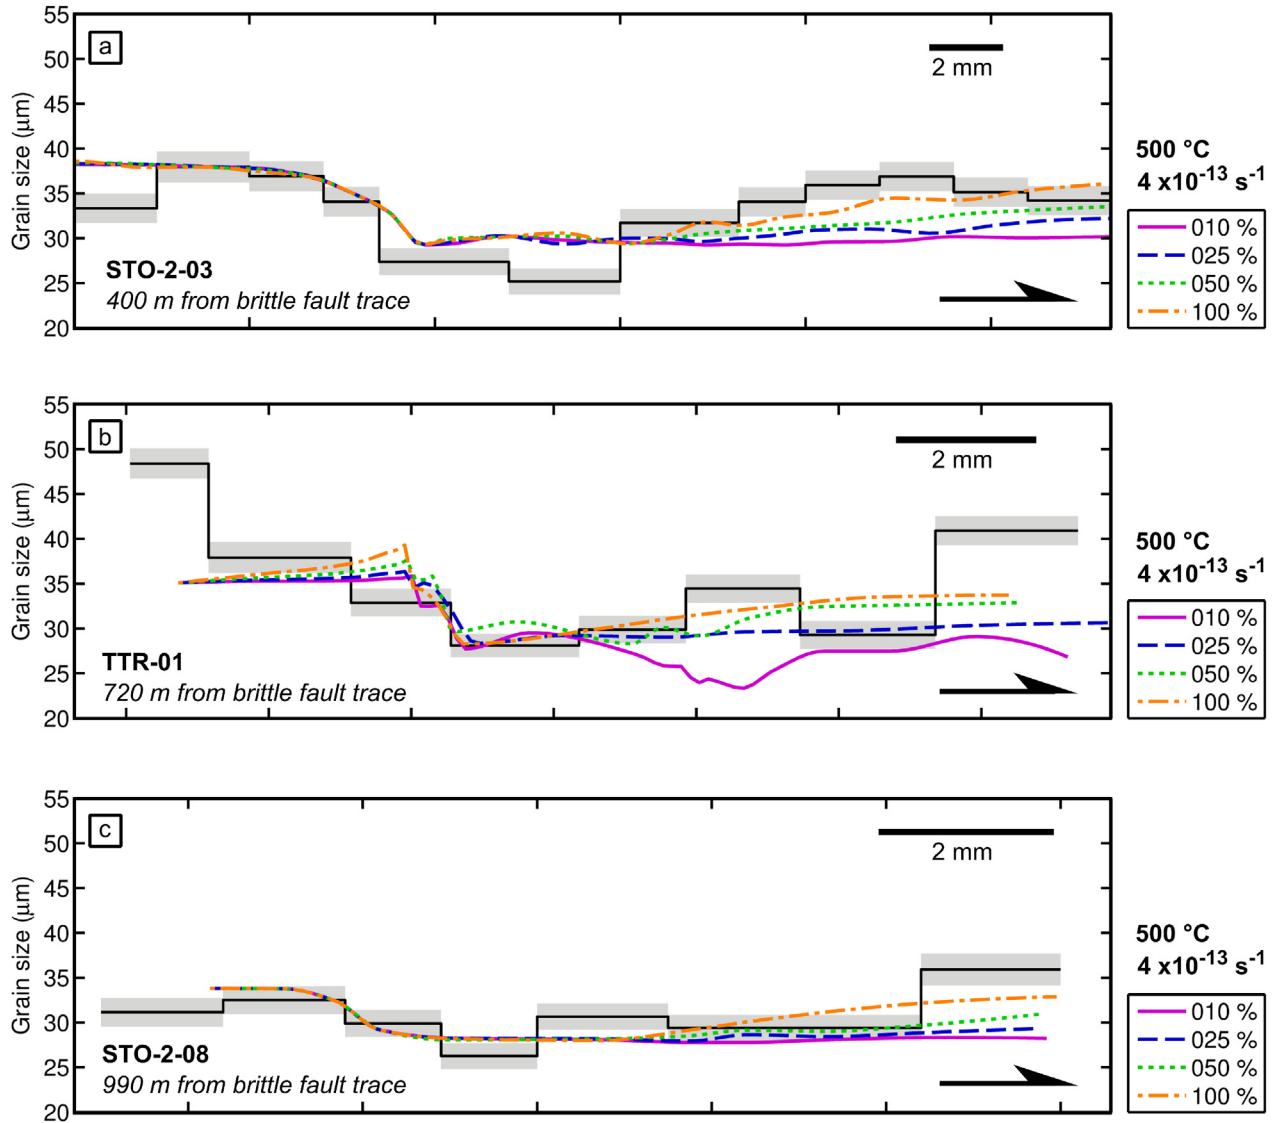 55
50
45
40
35
30
25
20
Grain size (μm)
a
2 mm
STO-2-03
400 m from brittle fault trace
500 °C
4 x10⁻¹³ s⁻¹
010 %
025 %
050 %
100 %
55
50
45
40
35
30
25
20
Grain size (μm)
b
2 mm
TTR-01
720 m from brittle fault trace
500 °C
4 x10⁻¹³ s⁻¹
010 %
025 %
050 %
100 %
55
50
45
40
35
30
25
20
Grain size (μm)
c
2 mm
STO-2-08
990 m from brittle fault trace
500 °C
4 x10⁻¹³ s⁻¹
010 %
025 %
050 %
100 %